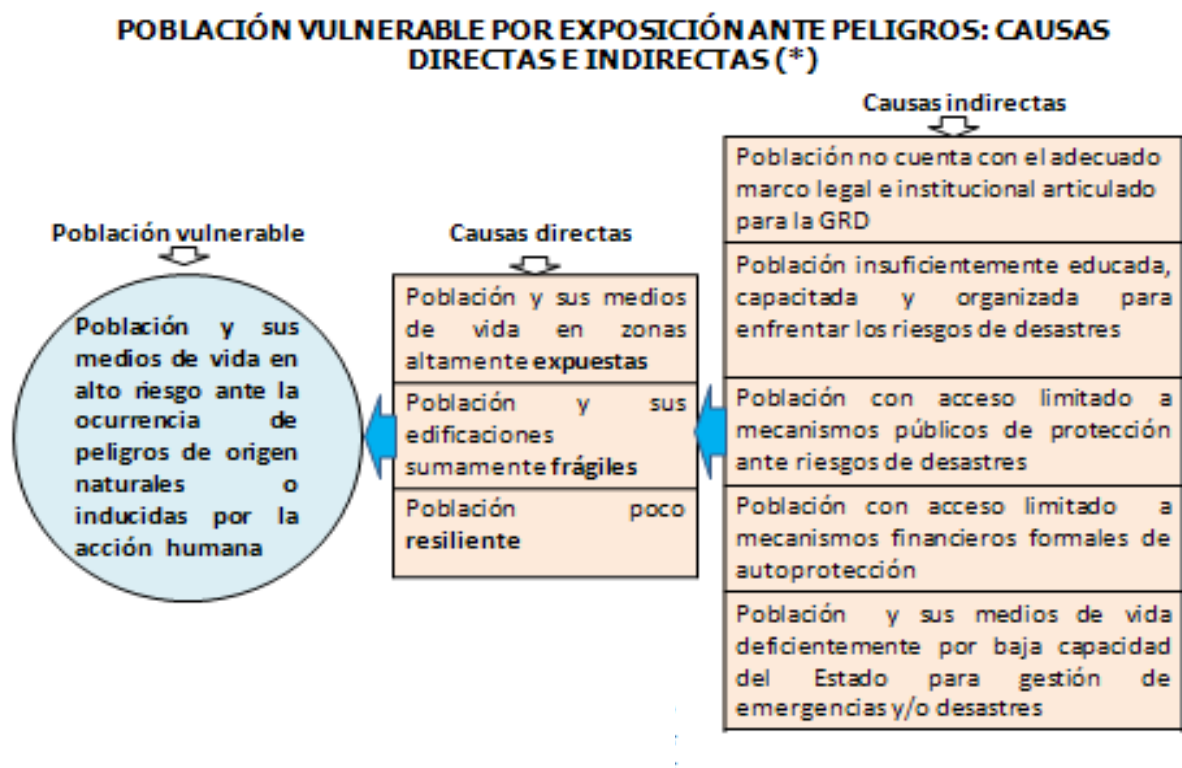 POBLACIÓN VULNERABLE POR EXPOSICIÓN ANTE PELIGROS: CAUSAS
DIRECTAS E INDIRECTAS (*)
Población vulnerable
Población y sus
medios de vida en
alto riesgo ante la
ocurrencia de
peligros de origen
naturales o
inducidas por la
acción humana
Causas directas
Población y sus medios
de vida en zonas
altamente expuestas
Población y sus
edificaciones
sumamente frágiles
Población poco
resiliente
Causas indirectas
Población no cuenta con el adecuado
marco legal e institucional articulado
para la GRD
Población insuficientemente educada,
capacitada y organizada para
enfrentar los riesgos de desastres
Población con acceso limitado a
mecanismos públicos de protección
ante riesgos de desastres
Población con acceso limitado a
mecanismos financieros formales de
autoprotección
Población y sus medios de vida
deficientemente por baja capacidad
del Estado para gestión de
emergencias y/o desastres